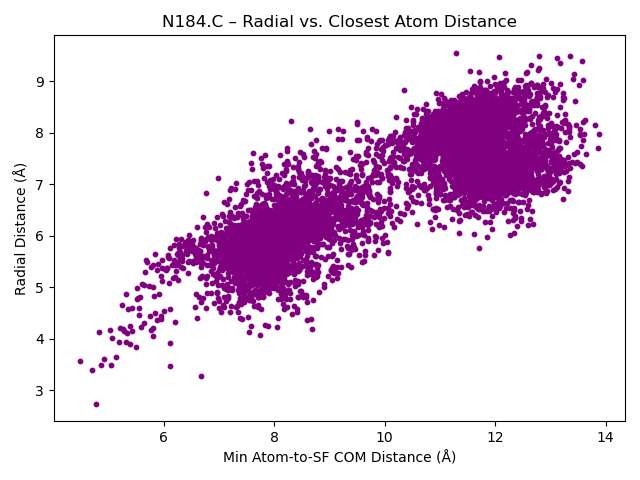 N184.C – Radial vs. Closest Atom Distance
Radial Distance (Å)
9
8
7
6
5
4
3
6 8 10 12 14
Min Atom-to-SF COM Distance (Å)